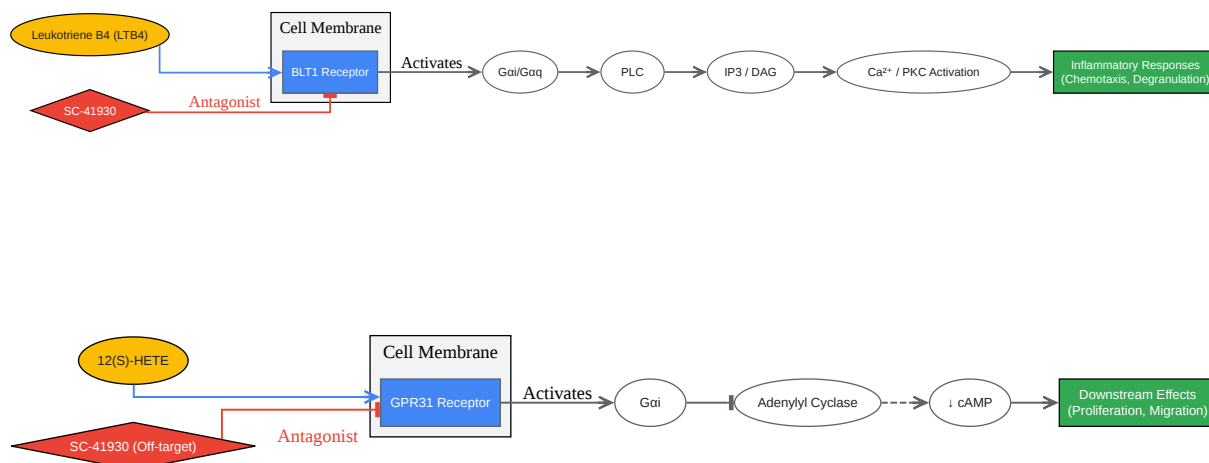 Leukotriene B4 (LTB4)
Cell Membrane
BLT1 Receptor
SC-41930
Antagonist
Activates
Gαi/Gαq
PLC
IP3 / DAG
Ca²⁺ / PKC Activation
Inflammatory Responses
(Chemotaxis, Degranulation)
12(S)-HETE
Cell Membrane
GPR31 Receptor
SC-41930 (Off-target)
Antagonist
Activates
Gαi
Adenylyl Cyclase
↓ cAMP
Downstream Effects
(Proliferation, Migration)